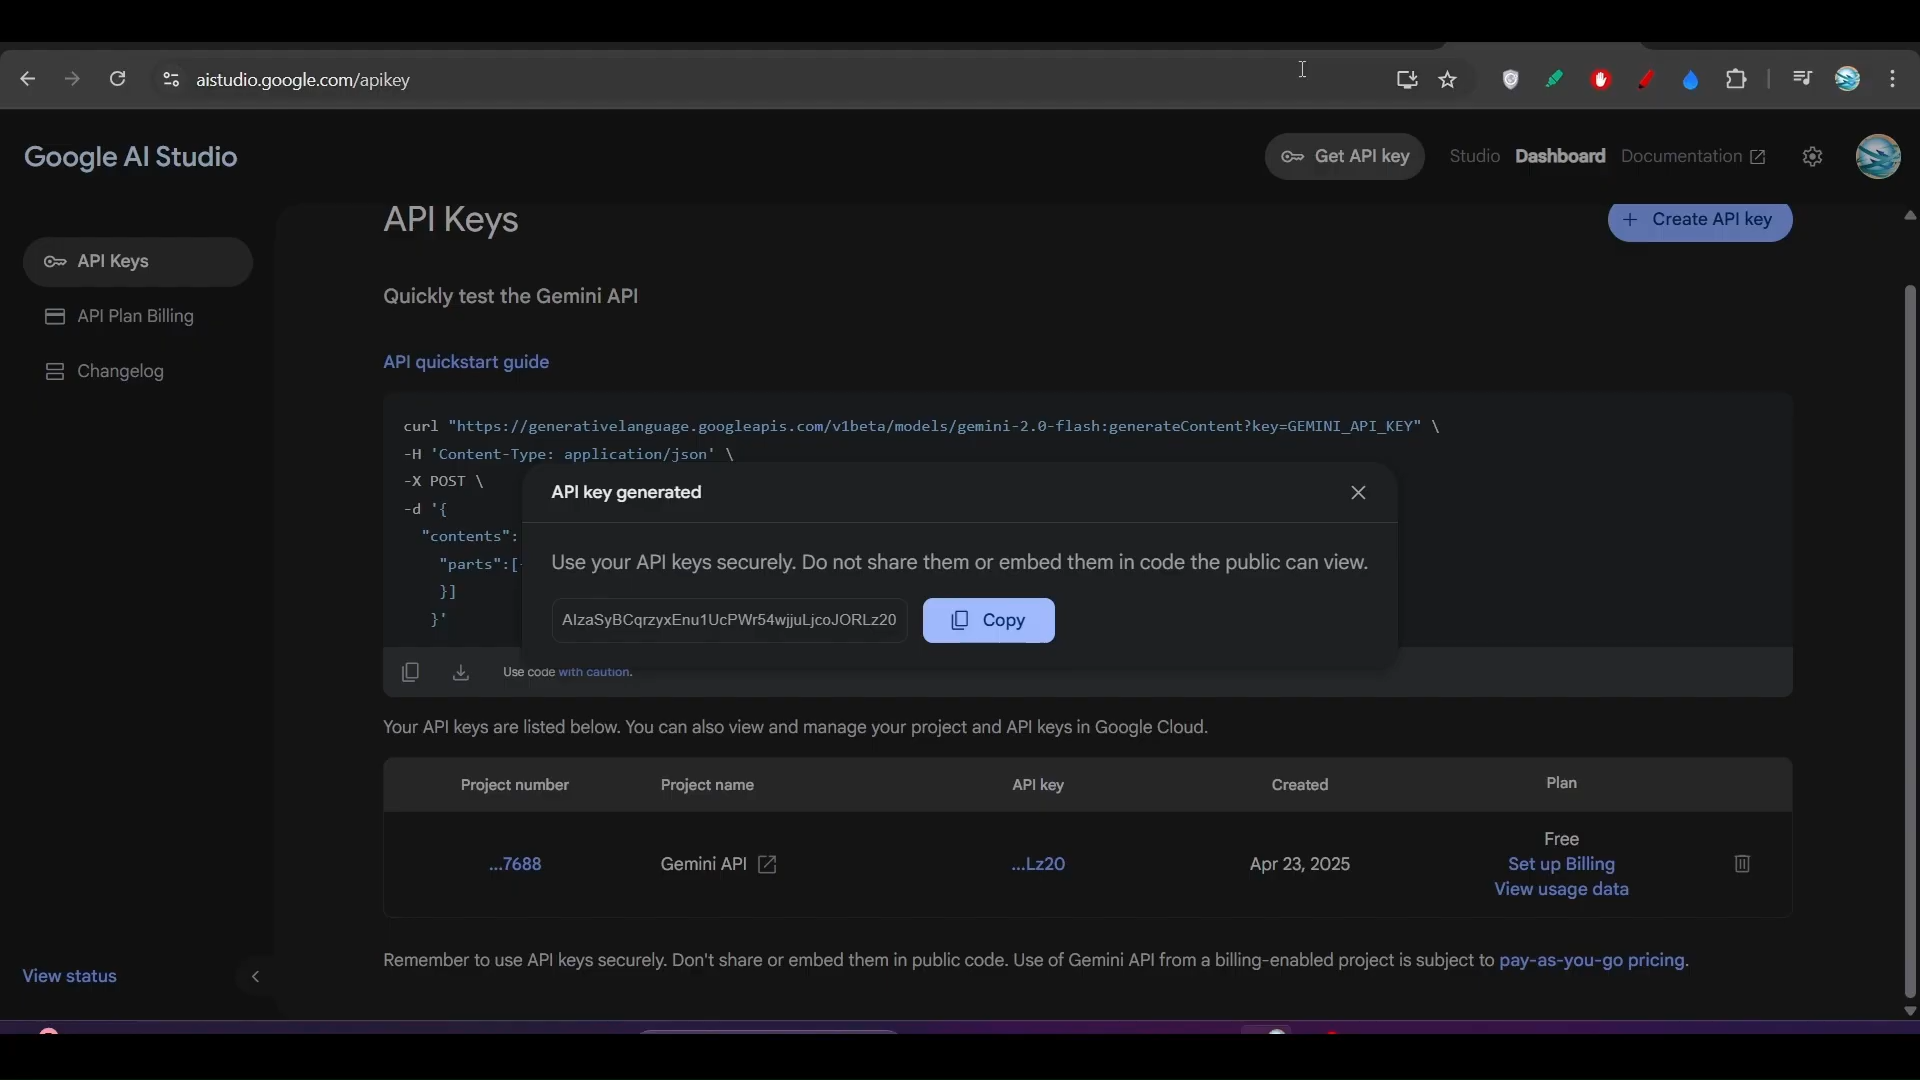 aistudio.google.com/apikey
Google AI Studio
Get API key
Studio
Dashboard
Documentation
API Keys
Create API key
API Keys
API Plan Billing
Changelog
Quickly test the Gemini API
API quickstart guide
curl "https://generativelanguage.googleapis.com/v1beta/models/gemini-2.0-flash:generateContent?key=GEMINI_API_KEY" \
-H 'Content-Type: application/json' \
-X POST \
-d '{
"contents":
"parts":[
}]
}'
API key generated
Use your API keys securely. Do not share them or embed them in code the public can view.
AIzaSyBCqrzyxEnu1UcPWr54wjjuLjcoJORLz20
Copy
Use code with caution.
Your API keys are listed below. You can also view and manage your project and API keys in Google Cloud.
Project number Project name API key Created Plan
...7688 Gemini API ...Lz20 Apr 23, 2025 Free
Set up Billing
View usage data
Remember to use API keys securely. Don't share or embed them in public code. Use of Gemini API from a billing-enabled project is subject to pay-as-you-go pricing.
View status